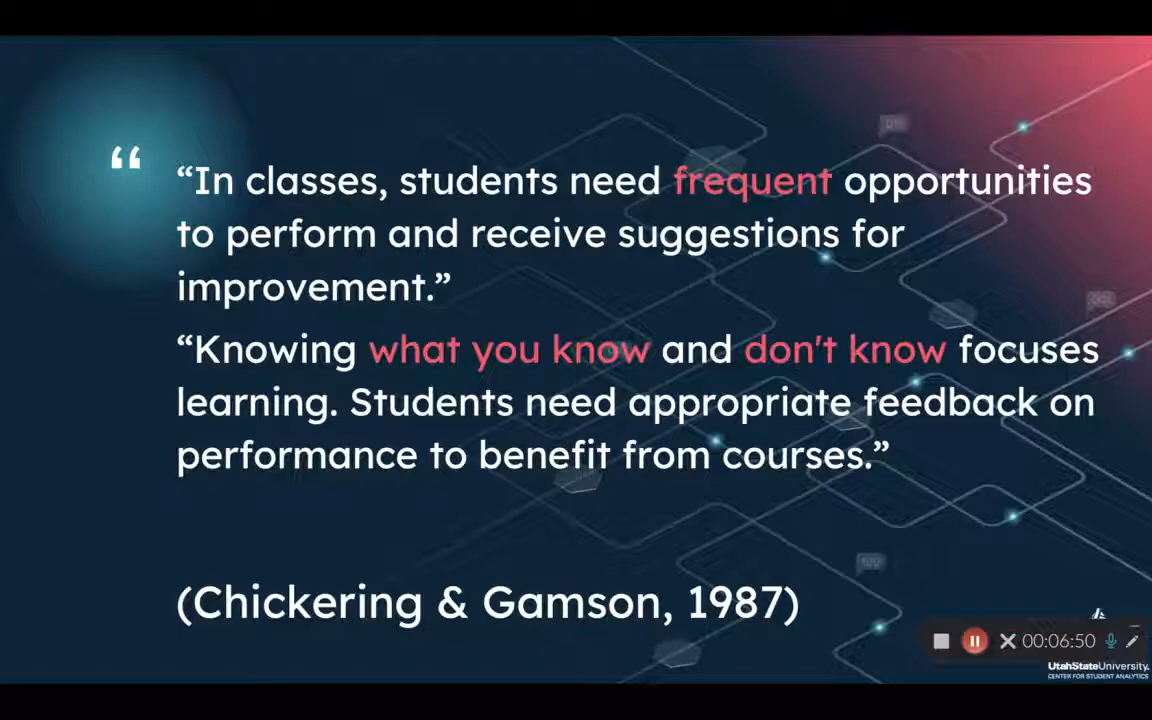 “
“In classes, students need frequent opportunities
to perform and receive suggestions for
improvement.”
“Knowing what you know and don't know focuses
learning. Students need appropriate feedback on
performance to benefit from courses.”
(Chickering & Gamson, 1987)
00:06:50
UtahStateUniversity
CENTER FOR STUDENT ANALYTICS